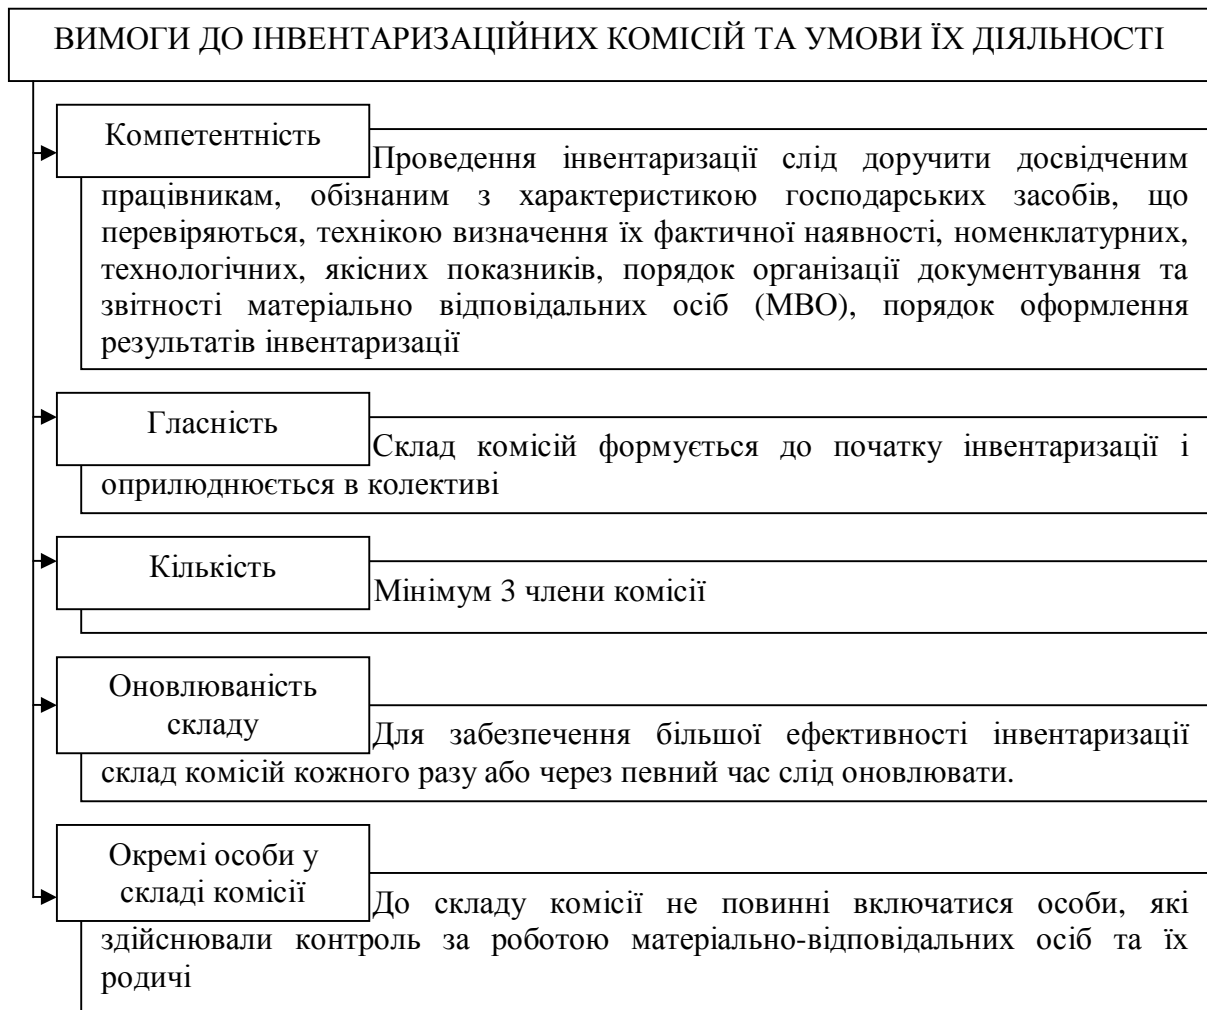 ВИМОГИ ДО ІНВЕНТАРИЗАЦІЙНИХ КОМІСІЙ ТА УМОВИ ЇХ ДІЯЛЬНОСТІ
Компетентність
Проведення інвентаризації слід доручити досвідченим
працівникам, обізнаним з характеристикою господарських засобів, що
перевіряються, технікою визначення їх фактичної наявності, номенклатурних,
технологічних, якісних показників, порядок організації документування та
звітності матеріально відповідальних осіб (МВО), порядок оформлення
результатів інвентаризації
Гласність
Склад комісій формується до початку інвентаризації і
оприлюднюється в колективі
Кількість
Мінімум 3 члени комісії
Оновлюваність
складу
Для забезпечення більшої ефективності інвентаризації
склад комісій кожного разу або через певний час слід оновлювати.
Окремі особи у
складі комісії
До складу комісії не повинні включатися особи, які
здійснювали контроль за роботою матеріально-відповідальних осіб та їх
родичі